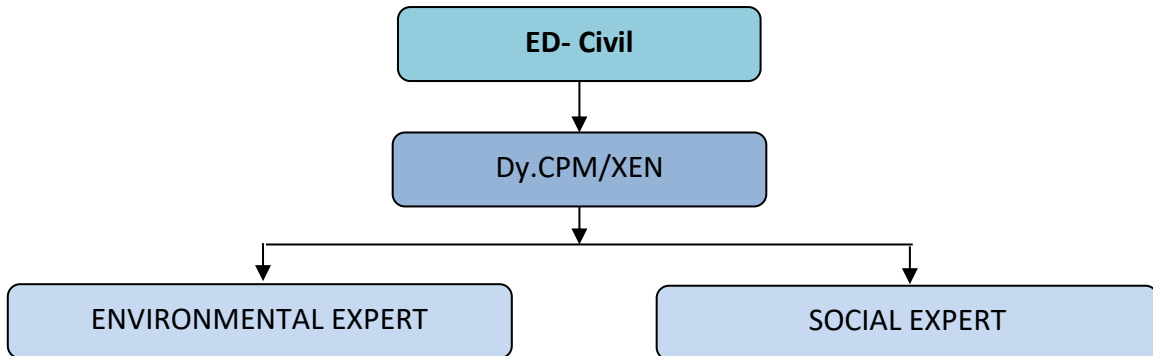 ED- Civil
Dy.CPM/XEN
ENVIRONMENTAL EXPERT
SOCIAL EXPERT